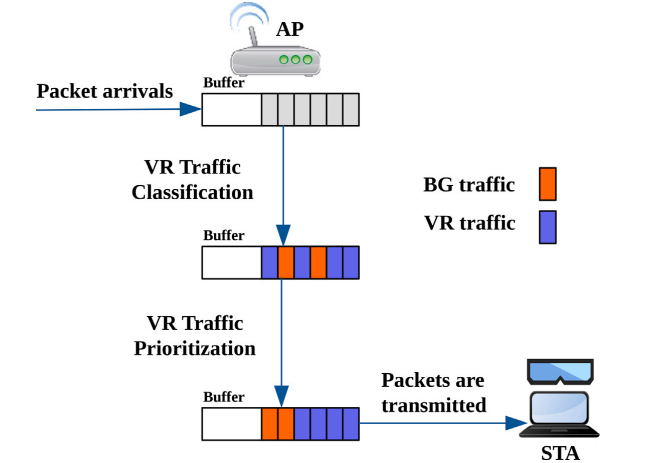 AP
Buffer
Packet arrivals
VR Traffic
Classification
BG traffic
VR traffic
Buffer
VR Traffic
Prioritization
Buffer
Packets are
transmitted
STA